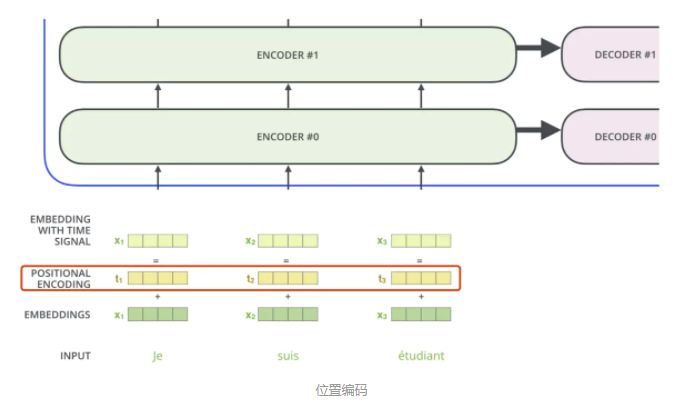 ENCODER #1
DECODER #1
ENCODER #0
DECODER #0
EMBEDDING
WITH TIME
SIGNAL
x₁
x₂
x₃
=
=
=
POSITIONAL
ENCODING
t₁
t₂
t₃
+
+
+
EMBEDDINGS
x₁
x₂
x₃
INPUT
Je
suis
étudiant
位置编码